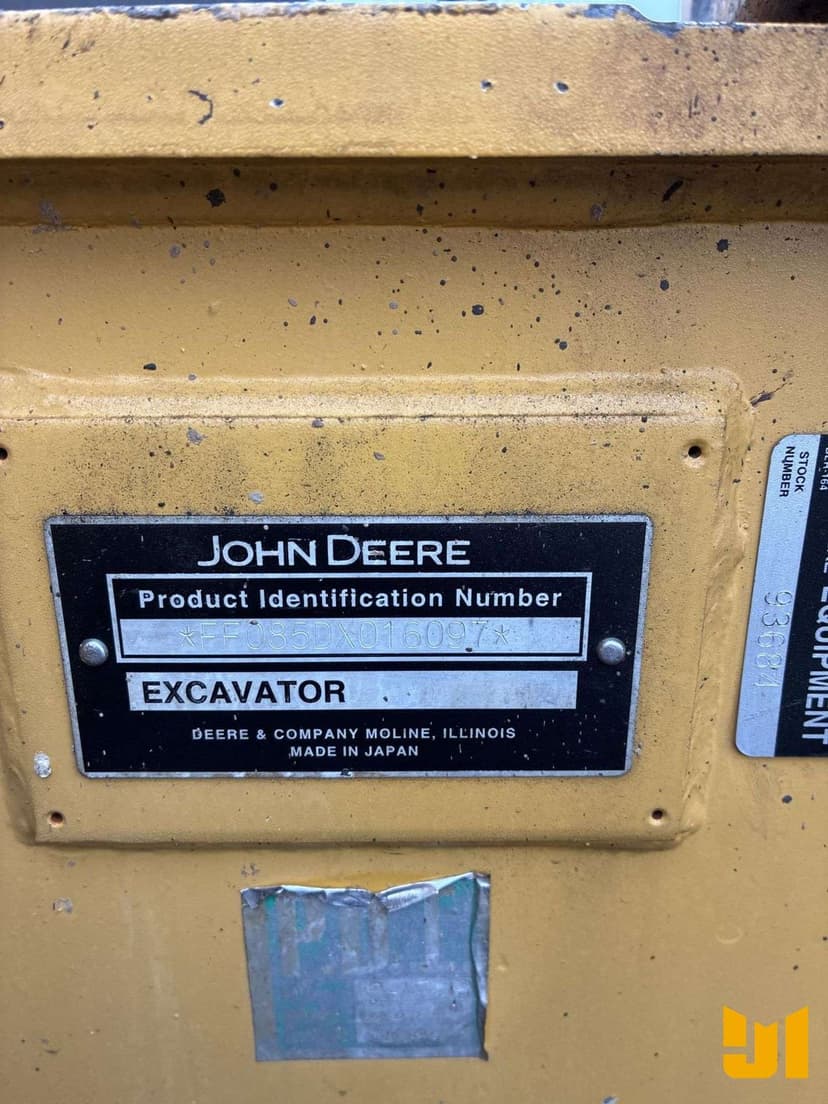 JOHN DEERE
Product Identification Number
*FF085DX016097*
EXCAVATOR
DEERE & COMPANY MOLINE, ILLINOIS
MADE IN JAPAN
STOCK
NUMBER
93684
EQUIPMENT